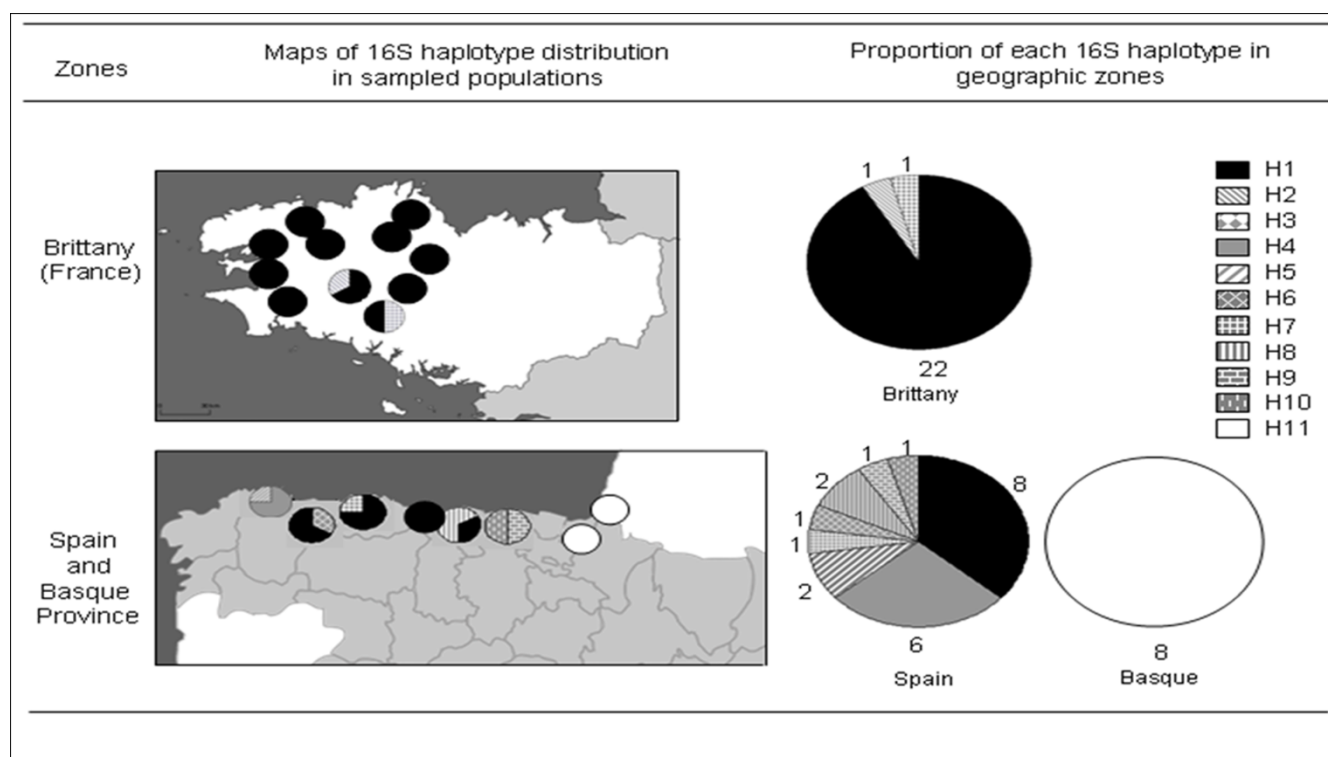 Zones
Maps of 16S haplotype distribution
in sampled populations
Proportion of each 16S haplotype in
geographic zones
Brittany
(France)
1
1
22
Brittany
H1
H2
H3
H4
H5
H6
H7
H8
H9
H10
H11
Spain
and
Basque
Province
1
1
2
8
1
1
2
6
Spain
8
Basque